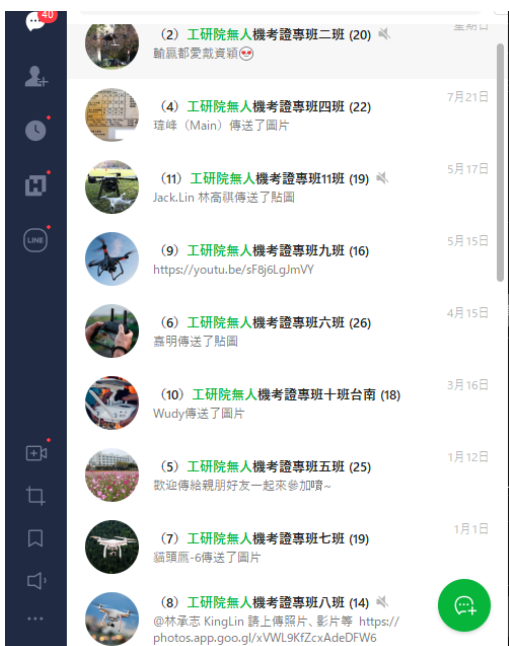 40
(2) 工研院無人機考證專班二班 (20)
星期日
輸贏都愛戴資穎
(4) 工研院無人機考證專班四班 (22)
7月21日
瑋峰（Main）傳送了圖片
(11) 工研院無人機考證專班11班 (19)
5月17日
Jack.Lin 林高祺傳送了貼圖
LINE
(9) 工研院無人機考證專班九班 (16)
5月15日
https://youtu.be/sF8j6LgJmVY
(6) 工研院無人機考證專班六班 (26)
4月15日
嘉明傳送了貼圖
(10) 工研院無人機考證專班十班台南 (18)
3月16日
Wudy傳送了圖片
(5) 工研院無人機考證專班五班 (25)
1月12日
歡迎傳給親朋好友一起來參加唷~
(7) 工研院無人機考證專班七班 (19)
1月1日
貓頭鷹-6傳送了圖片
(8) 工研院無人機考證專班八班 (14)
@林承志 KingLin 請上傳照片、影片等 https://
photos.app.goo.gl/xVWL9KfZcxAdeDFW6